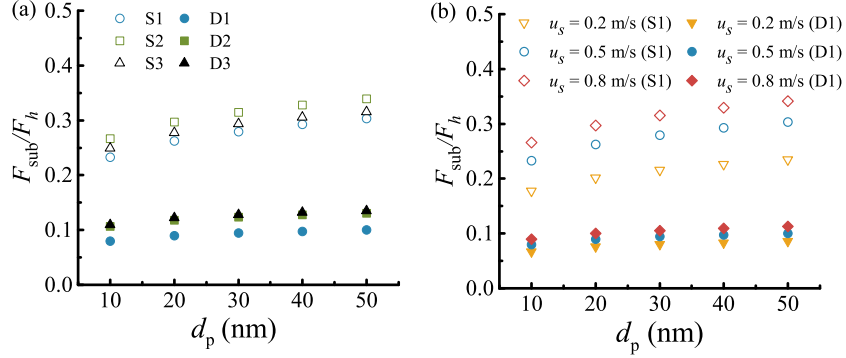 (a)
S1 D1
S2 D2
S3 D3
F_sub/F_h
0.5
0.4
0.3
0.2
0.1
0.0
10 20 30 40 50
d_p (nm)
(b)
u_s = 0.2 m/s (S1) u_s = 0.2 m/s (D1)
u_s = 0.5 m/s (S1) u_s = 0.5 m/s (D1)
u_s = 0.8 m/s (S1) u_s = 0.8 m/s (D1)
F_sub/F_h
0.5
0.4
0.3
0.2
0.1
0.0
10 20 30 40 50
d_p (nm)